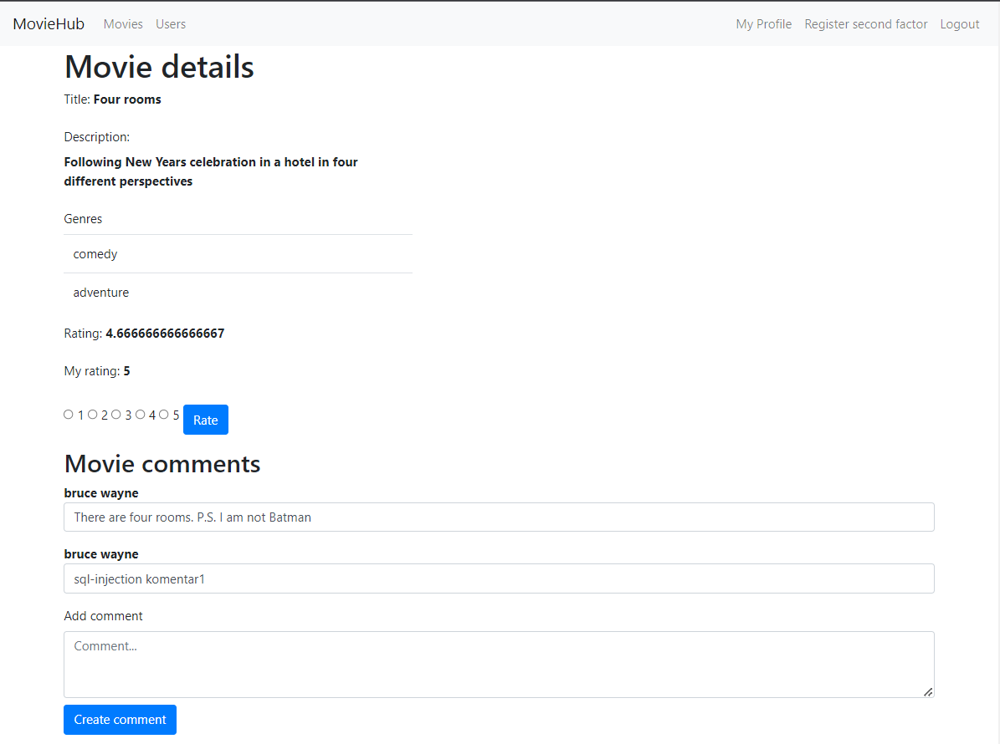 MovieHub Movies Users My Profile Register second factor Logout
Movie details
Title: Four rooms
Description:
Following New Years celebration in a hotel in four
different perspectives
Genres
comedy
adventure
Rating: 4.666666666666667
My rating: 5
1 2 3 4 5 Rate
Movie comments
bruce wayne
There are four rooms. P.S. I am not Batman
bruce wayne
sql-injection komentar1
Add comment
Comment...
Create comment